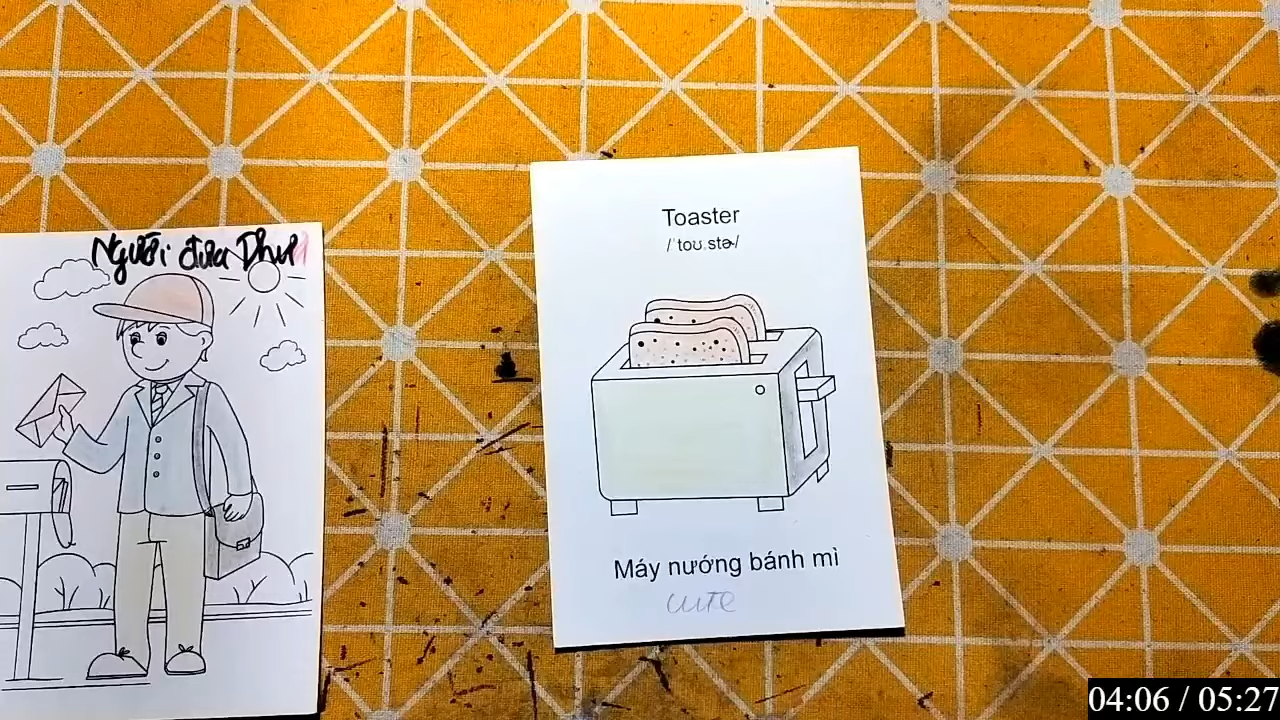 Người đưa Thư
Toaster
/ˈtoʊ.stɚ/
Máy nướng bánh mì
cute
04:06 / 05:27